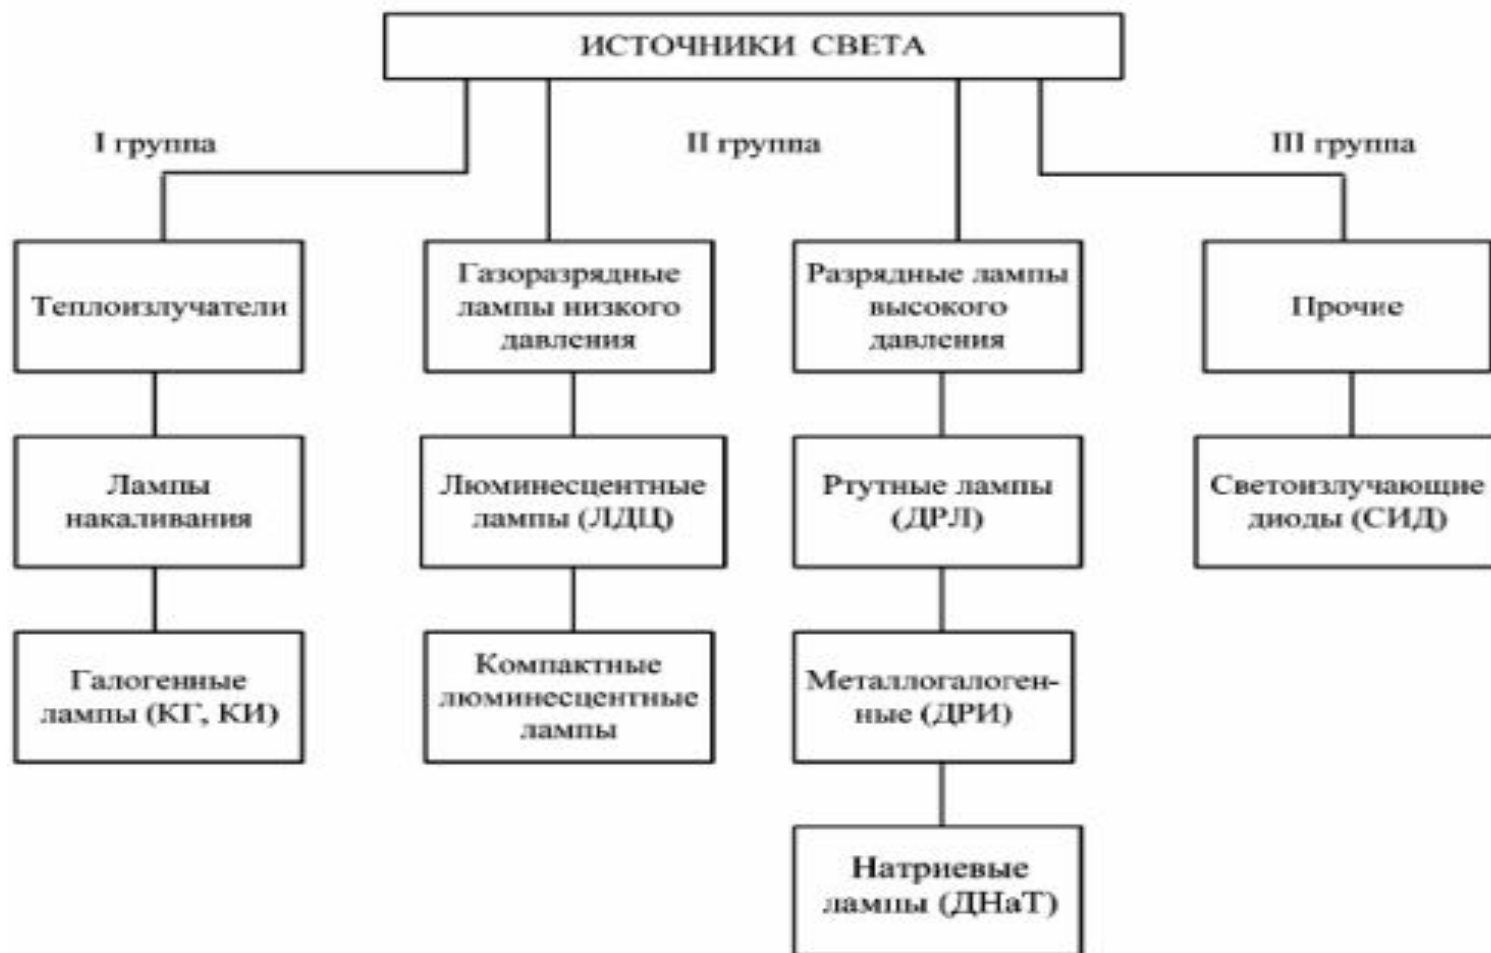 ИСТОЧНИКИ СВЕТА
I группа
II группа
III группа
Теплоизлучатели
Газоразрядные
лампы низкого
давления
Разрядные лампы
высокого
давления
Прочие
Лампы
накаливания
Люминесцентные
лампы (ЛДЦ)
Ртутные лампы
(ДРЛ)
Светоизлучающие
диоды (СИД)
Галогенные
лампы (КГ, КИ)
Компактные
люминесцентные
лампы
Металлогалоген-
ные (ДРИ)
Натриевые
лампы (ДНаТ)